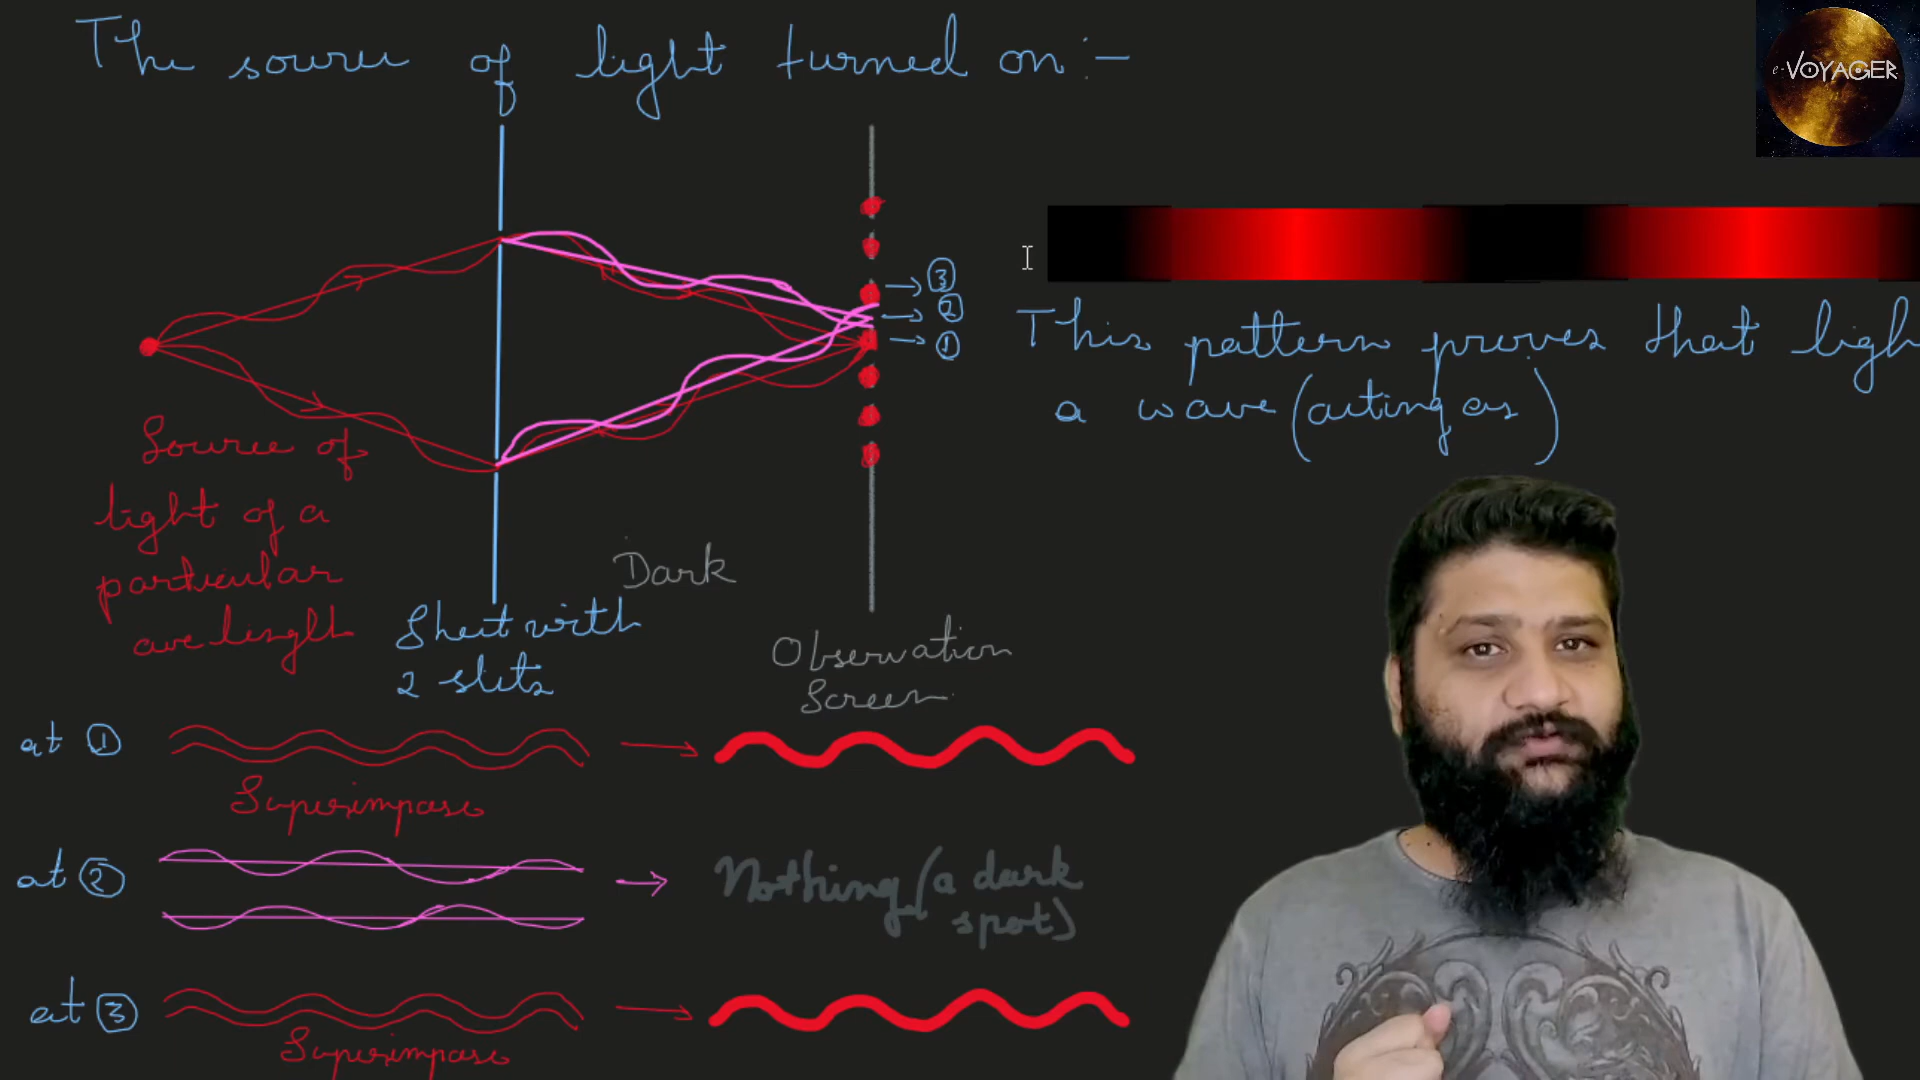 The source of light turned on :-
e-VOYAGER
3
2
1
This pattern proves that ligh
a wave (acting as)
Source of
light of a
particular
avelength
Dark
Sheet with
2 slits
Observation
Screen
at 1
Superimpose
at 2
Nothing (a dark
spot)
at 3
Superimpose